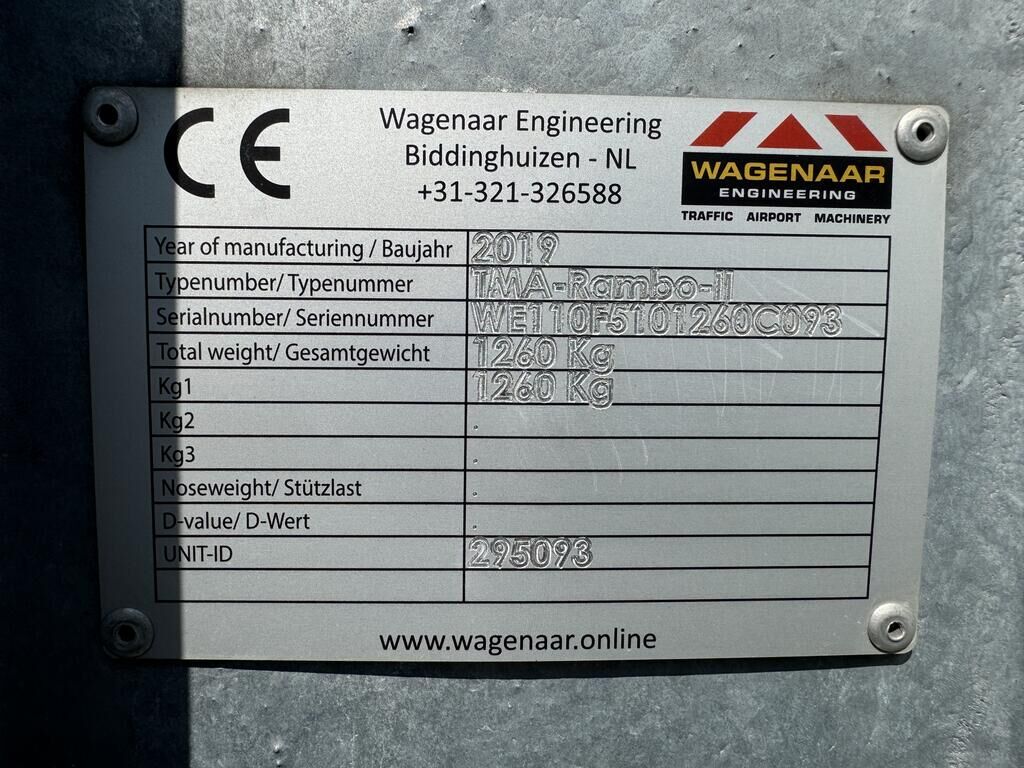 CE
Wagenaar Engineering
Biddinghuizen - NL
+31-321-326588
WAGENAAR
ENGINEERING
TRAFFIC AIRPORT MACHINERY
Year of manufacturing / Baujahr 2019
Typenumber/ Typenummer TMA-Rambo-II
Serialnumber/ Seriennummer WE110F5101260C093
Total weight/ Gesamtgewicht 1260 Kg
Kg1 1260 Kg
Kg2 .
Kg3 .
Noseweight/ Stützlast .
D-value/ D-Wert .
UNIT-ID 295093
www.wagenaar.online